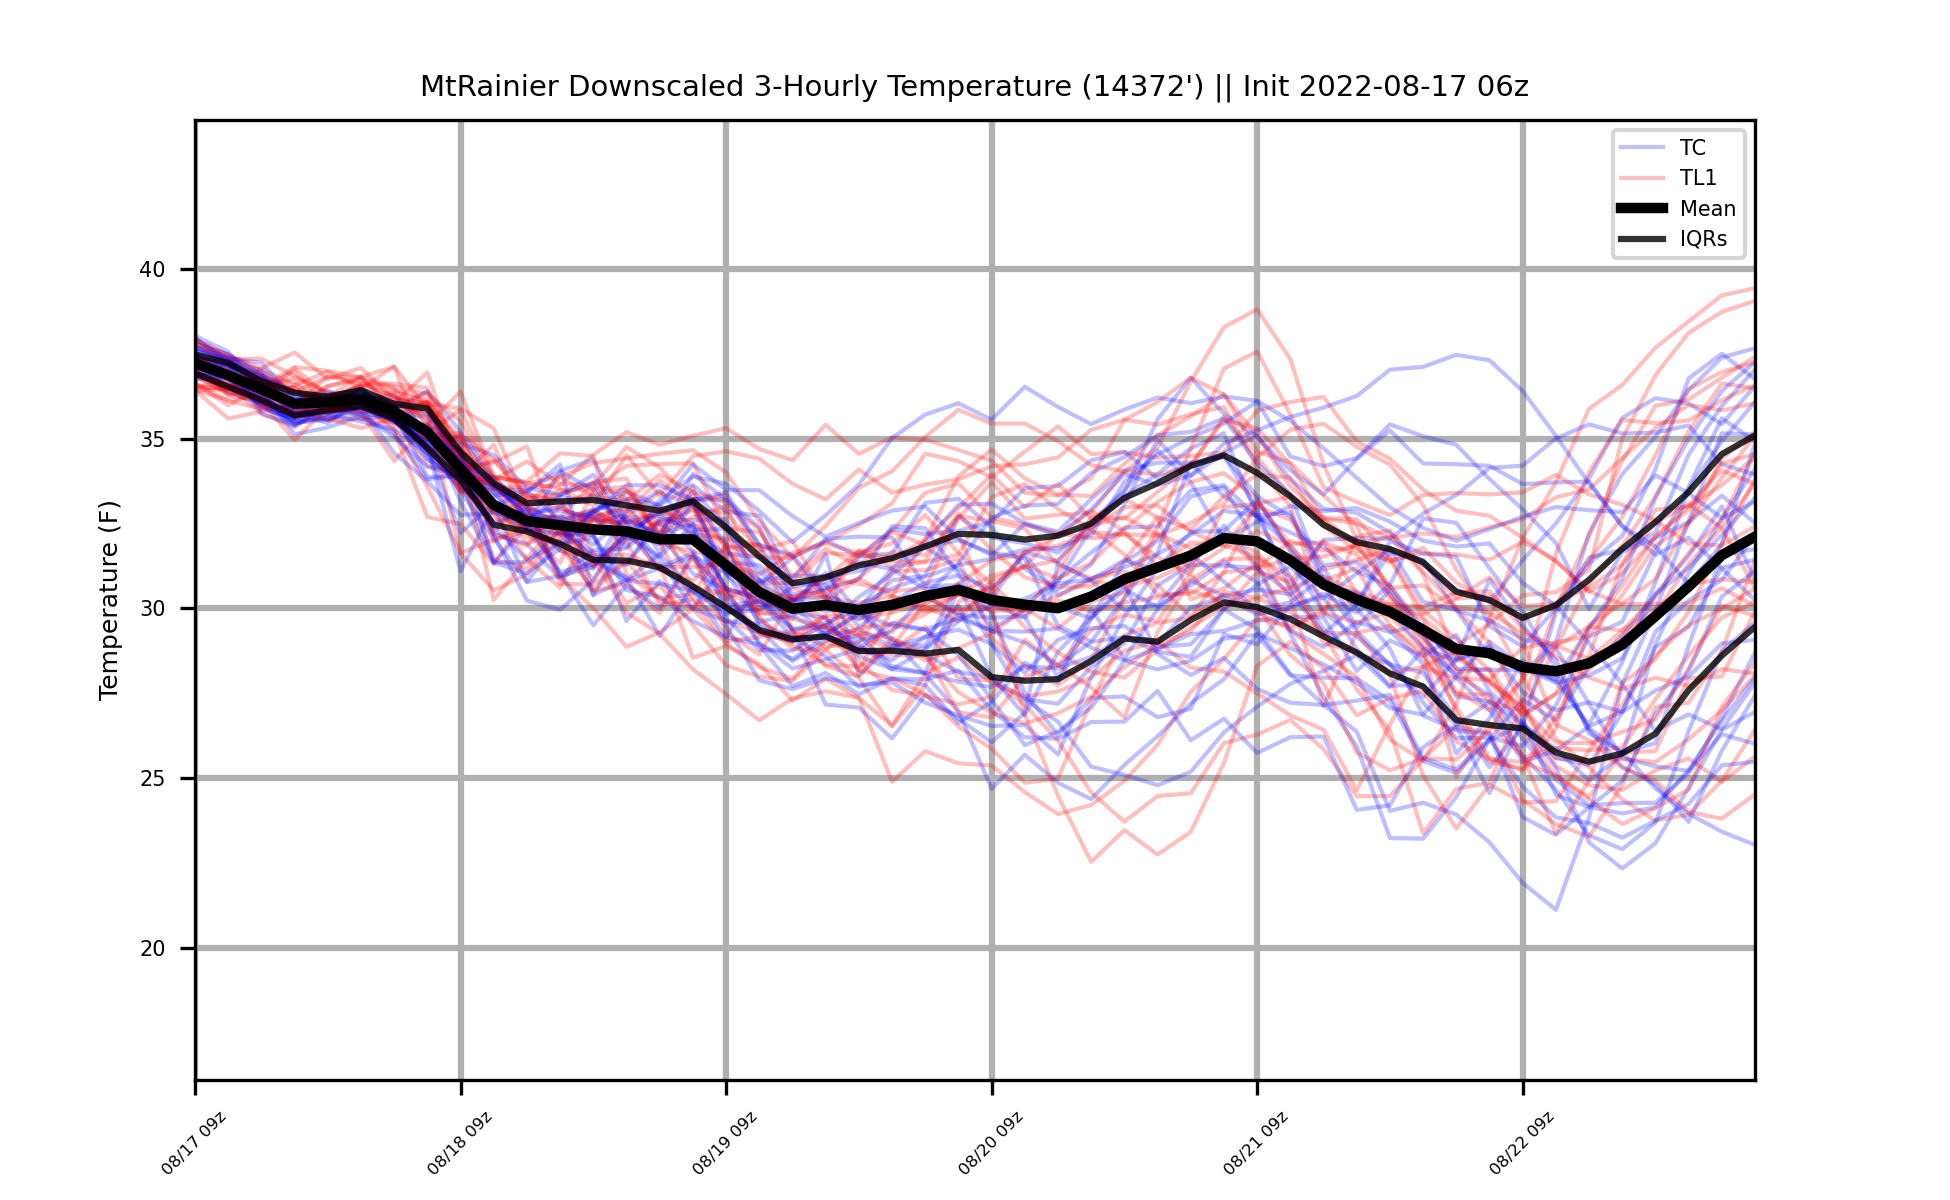 MtRainier Downscaled 3-Hourly Temperature (14372') || Init 2022-08-17 06z
TC
TL1
Mean
IQRs
Temperature (F)
40
35
30
25
20
08/17 09z
08/18 09z
08/19 09z
08/20 09z
08/21 09z
08/22 09z